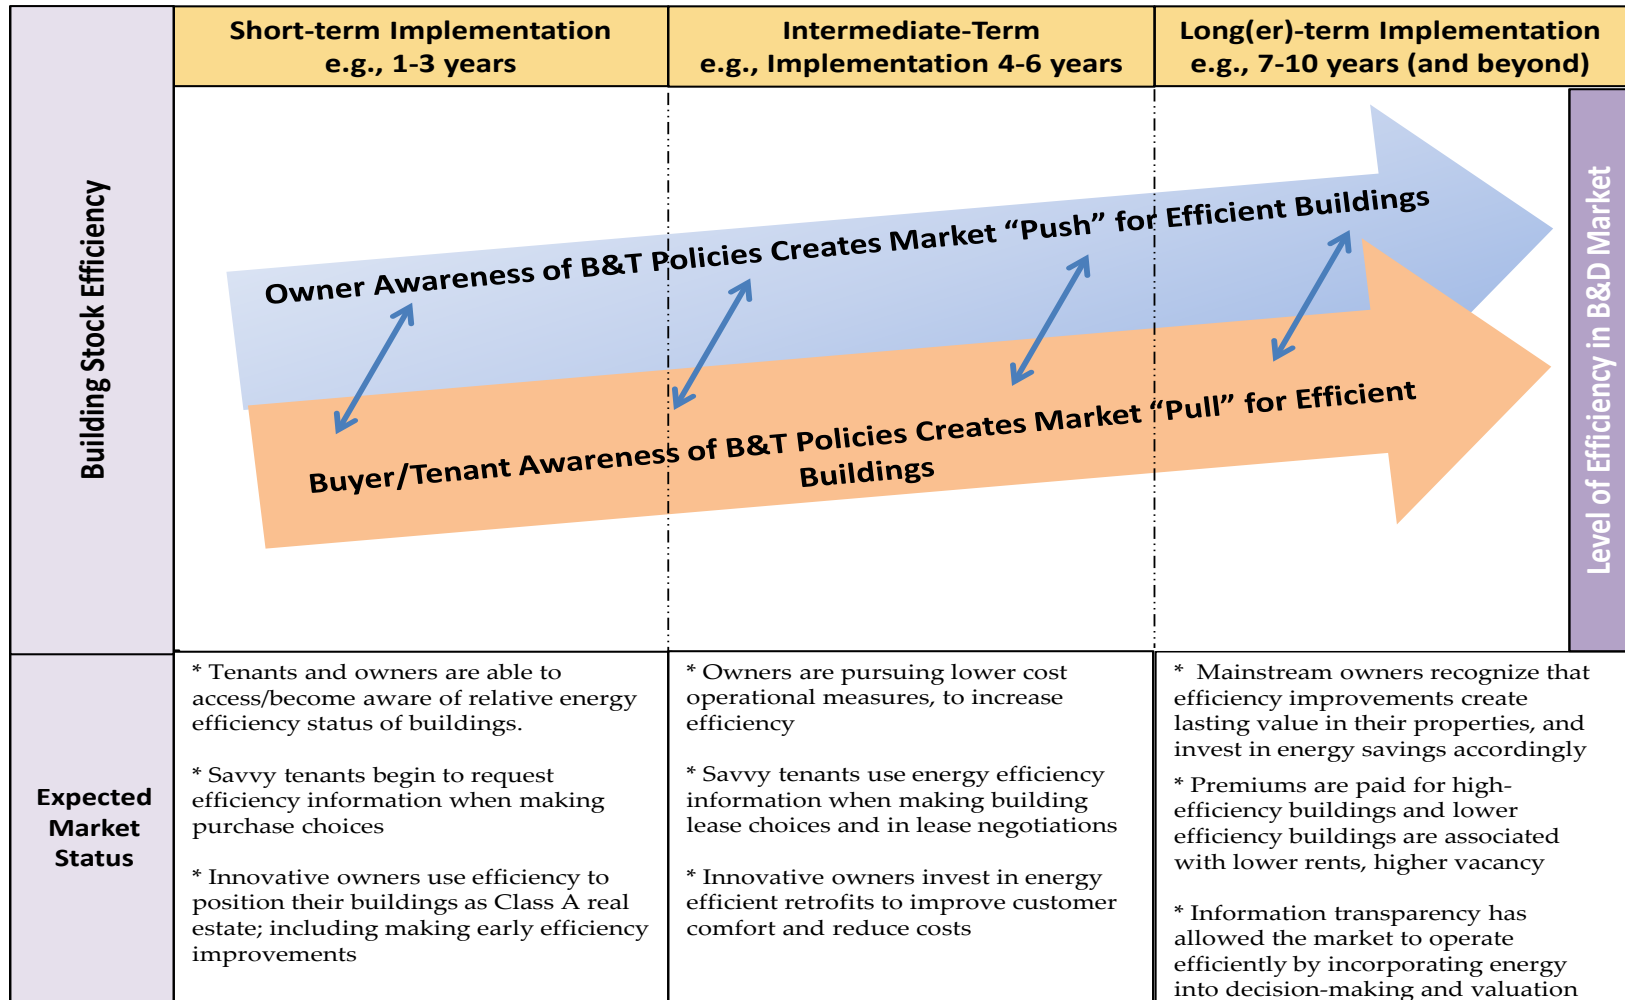 Short-term Implementation
e.g., 1-3 years
Intermediate-Term
e.g., Implementation 4-6 years
Long(er)-term Implementation
e.g., 7-10 years (and beyond)
Building Stock Efficiency
Owner Awareness of B&T Policies Creates Market “Push” for Efficient Buildings
Buyer/Tenant Awareness of B&T Policies Creates Market “Pull” for Efficient
Buildings
Level of Efficiency in B&D Market
Expected
Market
Status
* Tenants and owners are able to
access/become aware of relative energy
efficiency status of buildings.
* Savvy tenants begin to request
efficiency information when making
purchase choices
* Innovative owners use efficiency to
position their buildings as Class A real
estate; including making early efficiency
improvements
* Owners are pursuing lower cost
operational measures, to increase
efficiency
* Savvy tenants use energy efficiency
information when making building
lease choices and in lease negotiations
* Innovative owners invest in energy
efficient retrofits to improve customer
comfort and reduce costs
* Mainstream owners recognize that
efficiency improvements create
lasting value in their properties, and
invest in energy savings accordingly
* Premiums are paid for high-
efficiency buildings and lower
efficiency buildings are associated
with lower rents, higher vacancy
* Information transparency has
allowed the market to operate
efficiently by incorporating energy
into decision-making and valuation